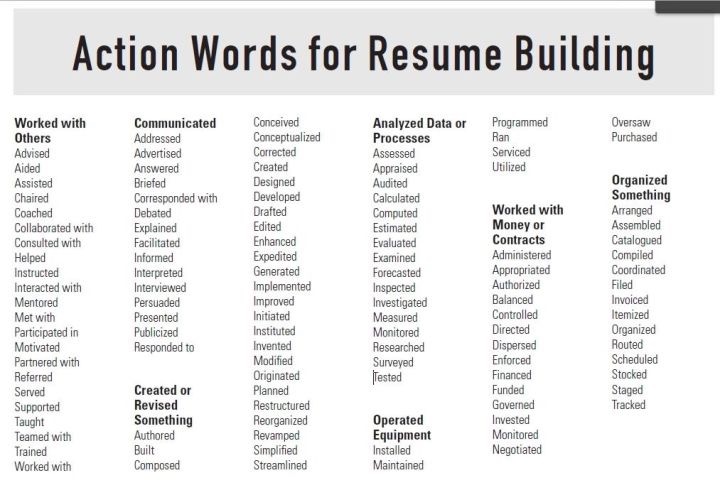 Action Words for Resume Building
Worked with
Others
Advised
Aided
Assisted
Chaired
Coached
Collaborated with
Consulted with
Helped
Instructed
Interacted with
Mentored
Met with
Participated in
Motivated
Partnered with
Referred
Served
Supported
Taught
Teamed with
Trained
Worked with
Communicated
Addressed
Advertised
Answered
Briefed
Corresponded with
Debated
Explained
Facilitated
Informed
Interpreted
Interviewed
Persuaded
Presented
Publicized
Responded to
Created or
Revised
Something
Authored
Built
Composed
Conceived
Conceptualized
Corrected
Created
Designed
Developed
Drafted
Edited
Enhanced
Expedited
Generated
Implemented
Improved
Initiated
Instituted
Invented
Modified
Originated
Planned
Restructured
Reorganized
Revamped
Simplified
Streamlined
Analyzed Data or
Processes
Assessed
Appraised
Audited
Calculated
Computed
Estimated
Evaluated
Examined
Forecasted
Inspected
Investigated
Measured
Monitored
Researched
Surveyed
Tested
Operated
Equipment
Installed
Maintained
Programmed
Ran
Serviced
Utilized
Worked with
Money or
Contracts
Administered
Appropriated
Authorized
Balanced
Controlled
Directed
Dispersed
Enforced
Financed
Funded
Governed
Invested
Monitored
Negotiated
Oversaw
Purchased
Organized
Something
Arranged
Assembled
Catalogued
Compiled
Coordinated
Filed
Invoiced
Itemized
Organized
Routed
Scheduled
Stocked
Staged
Tracked